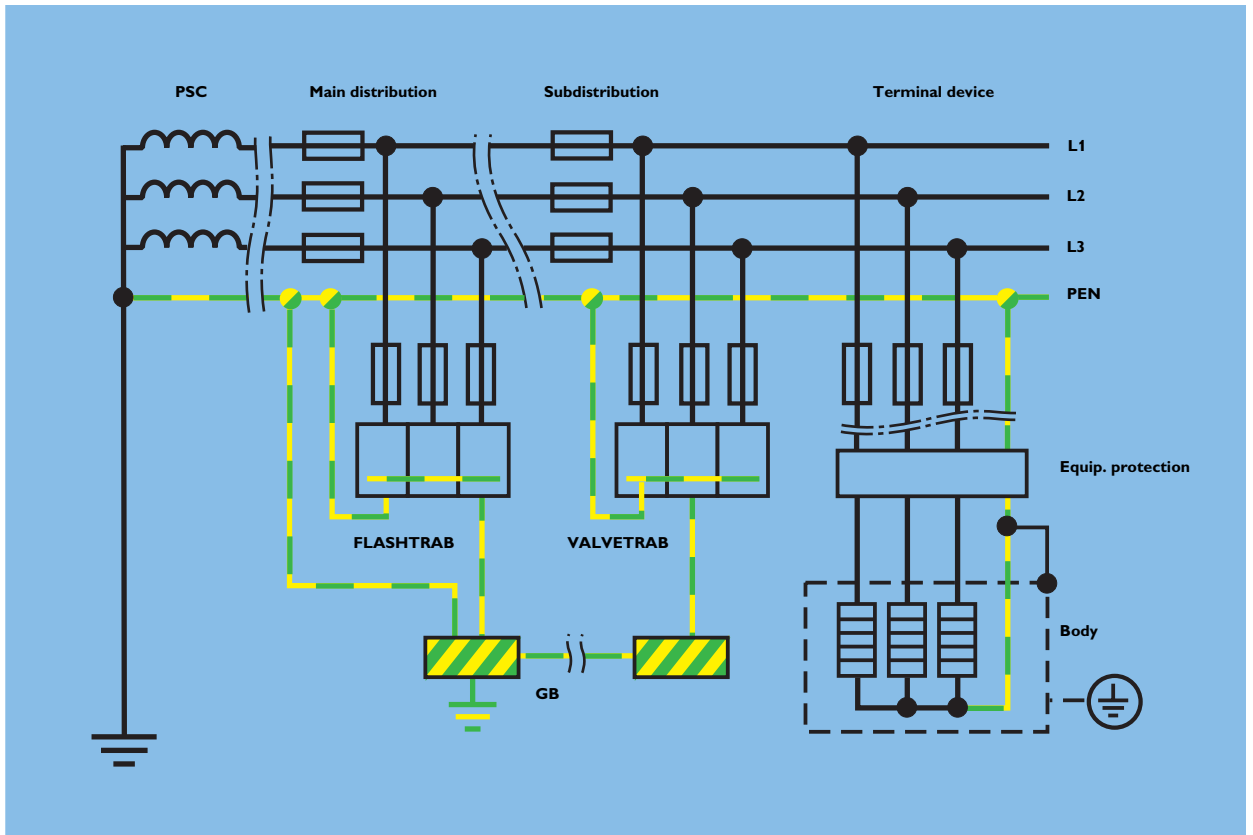 PSC
Main distribution
Subdistribution
Terminal device
L1
L2
L3
PEN
Equip. protection
FLASHTRAB
VALVETRAB
Body
GB